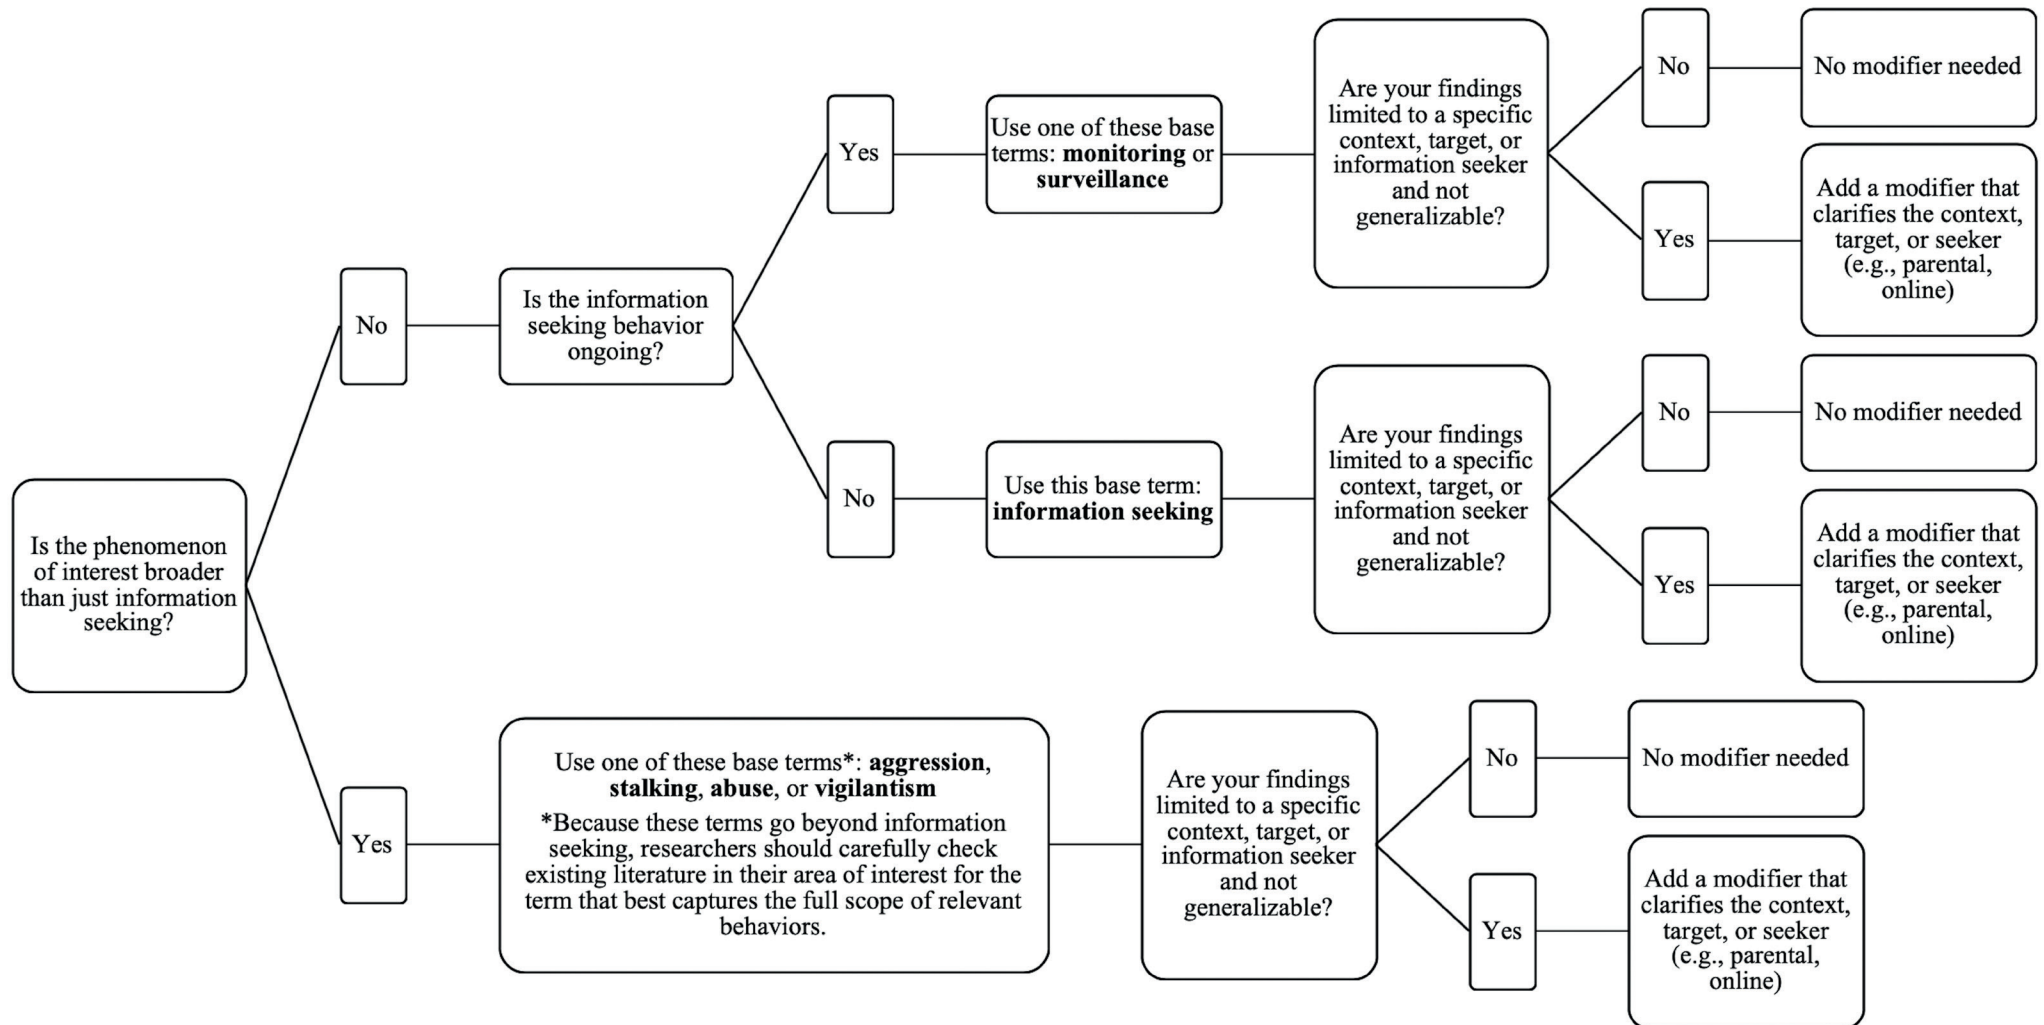 Is the phenomenon
of interest broader
than just information
seeking?
No
Is the information
seeking behavior
ongoing?
Yes
Use one of these base
terms: monitoring or
surveillance
Are your findings
limited to a specific
context, target, or
information seeker
and not
generalizable?
No
No modifier needed
Yes
Add a modifier that
clarifies the context,
target, or seeker
(e.g., parental,
online)
No
Use this base term:
information seeking
Are your findings
limited to a specific
context, target, or
information seeker
and not
generalizable?
No
No modifier needed
Yes
Add a modifier that
clarifies the context,
target, or seeker
(e.g., parental,
online)
Yes
Use one of these base terms*: aggression,
stalking, abuse, or vigilantism
*Because these terms go beyond information
seeking, researchers should carefully check
existing literature in their area of interest for the
term that best captures the full scope of relevant
behaviors.
Are your findings
limited to a specific
context, target, or
information seeker
and not
generalizable?
No
No modifier needed
Yes
Add a modifier that
clarifies the context,
target, or seeker
(e.g., parental,
online)